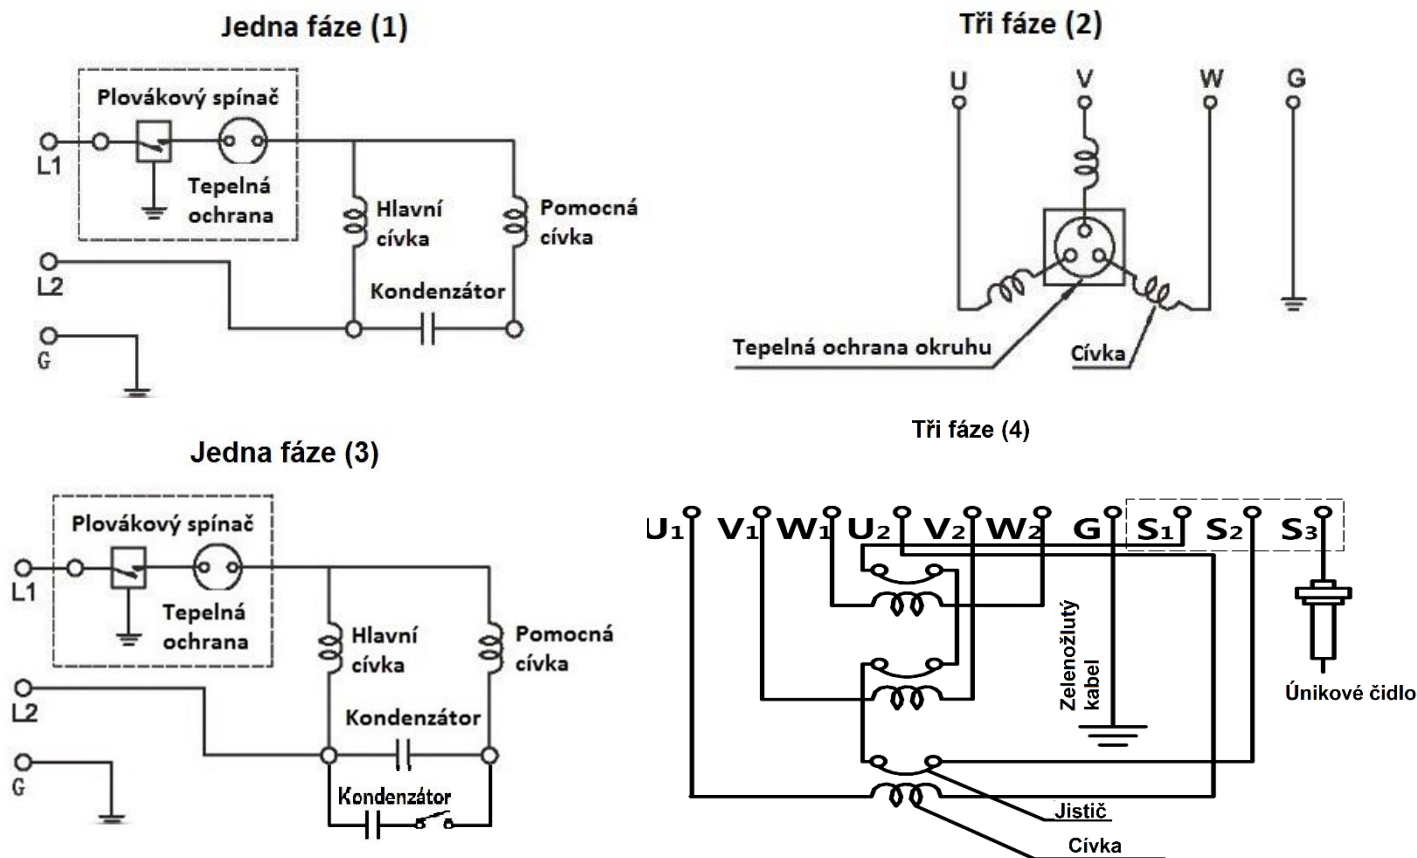 Jedna fáze (1)
Plovákový spínač
L1
Tepelná
ochrana
Hlavní
cívka
Pomocná
cívka
L2
Kondenzátor
G
Tři fáze (2)
U V W G
Tepelná ochrana okruhu
Cívka
Jedna fáze (3)
Plovákový spínač
L1
Tepelná
ochrana
Hlavní
cívka
Pomocná
cívka
L2
Kondenzátor
G
Kondenzátor
Tři fáze (4)
U1 V1 W1 U2 V2 W2 G S1 S2 S3
Zelenožlutý
kabel
Únikové čidlo
Jistič
Cívka